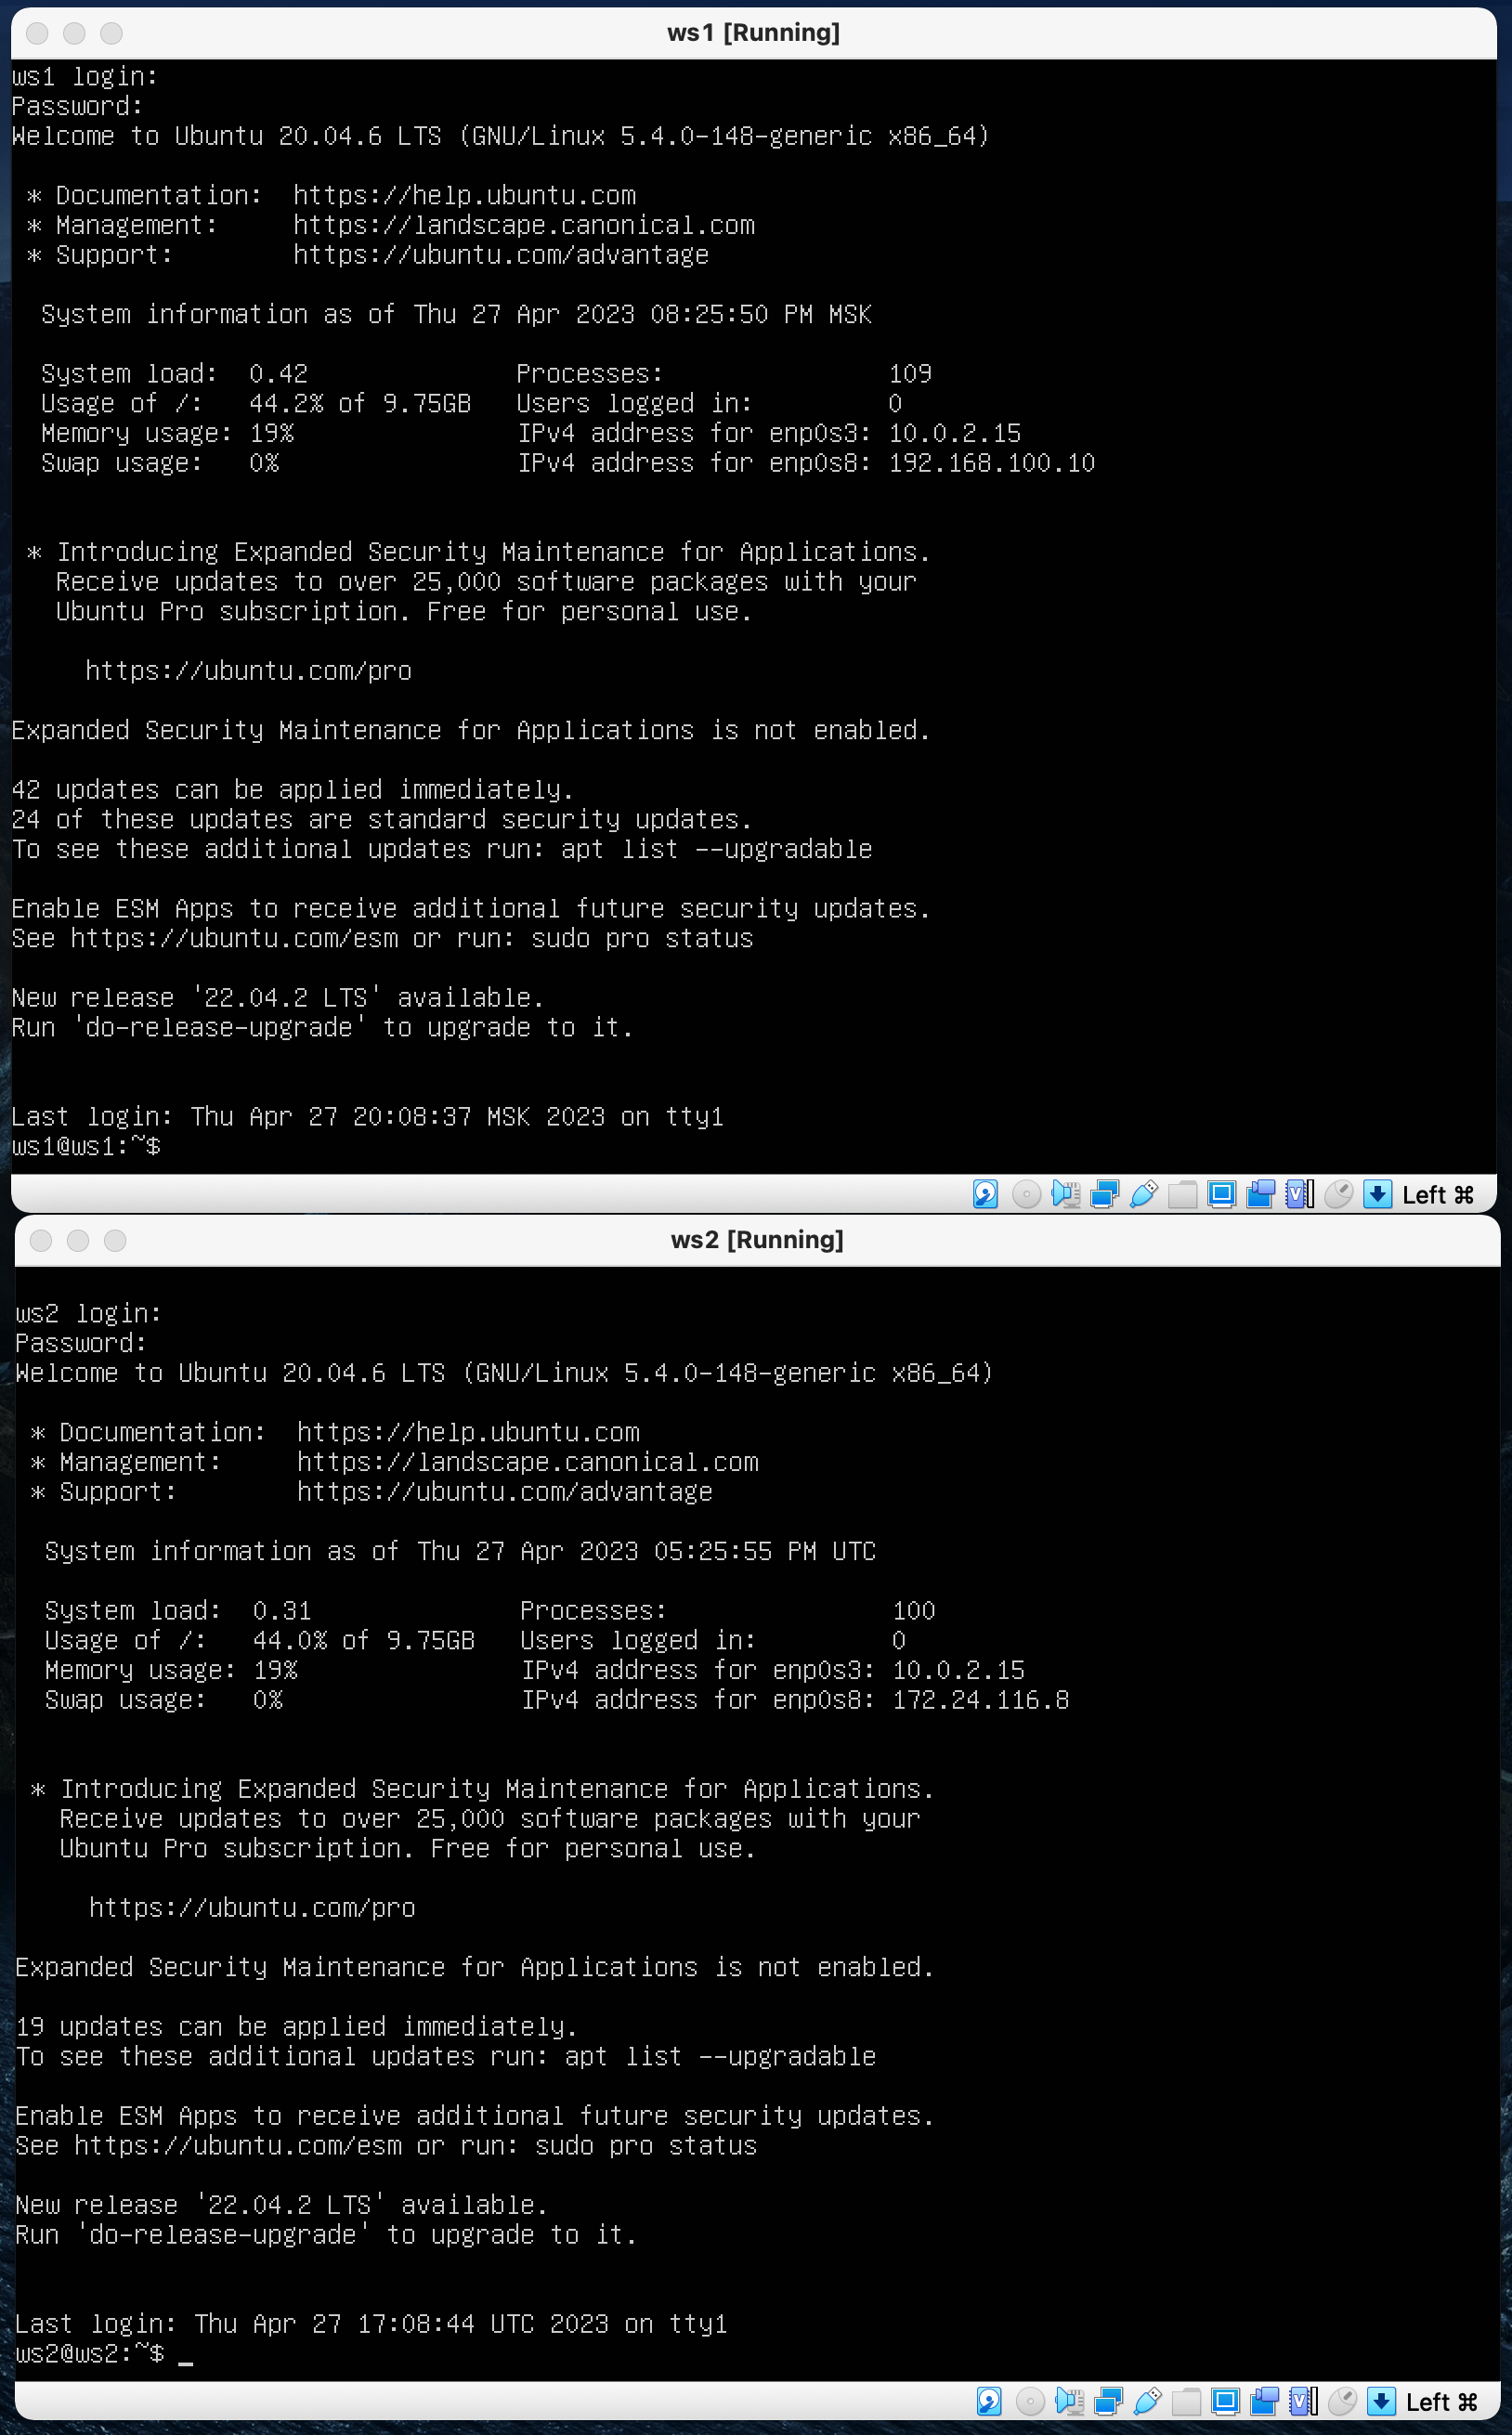 ws1 [Running]
ws1 login:
Password:
Welcome to Ubuntu 20.04.6 LTS (GNU/Linux 5.4.0-148-generic x86_64)
* Documentation:  https://help.ubuntu.com
* Management:     https://landscape.canonical.com
* Support:        https://ubuntu.com/advantage
System information as of Thu 27 Apr 2023 08:25:50 PM MSK
System load:  0.42              Processes:               109
Usage of /:   44.2% of 9.75GB   Users logged in:         0
Memory usage: 19%               IPv4 address for enp0s3: 10.0.2.15
Swap usage:   0%                IPv4 address for enp0s8: 192.168.100.10
* Introducing Expanded Security Maintenance for Applications.
Receive updates to over 25,000 software packages with your
Ubuntu Pro subscription. Free for personal use.
https://ubuntu.com/pro
Expanded Security Maintenance for Applications is not enabled.
42 updates can be applied immediately.
24 of these updates are standard security updates.
To see these additional updates run: apt list --upgradable
Enable ESM Apps to receive additional future security updates.
See https://ubuntu.com/esm or run: sudo pro status
New release '22.04.2 LTS' available.
Run 'do-release-upgrade' to upgrade to it.
Last login: Thu Apr 27 20:08:37 MSK 2023 on tty1
ws1@ws1:~$
Left ⌘
ws2 [Running]
ws2 login:
Password:
Welcome to Ubuntu 20.04.6 LTS (GNU/Linux 5.4.0-148-generic x86_64)
* Documentation:  https://help.ubuntu.com
* Management:     https://landscape.canonical.com
* Support:        https://ubuntu.com/advantage
System information as of Thu 27 Apr 2023 05:25:55 PM UTC
System load:  0.31              Processes:               100
Usage of /:   44.0% of 9.75GB   Users logged in:         0
Memory usage: 19%               IPv4 address for enp0s3: 10.0.2.15
Swap usage:   0%                IPv4 address for enp0s8: 172.24.116.8
* Introducing Expanded Security Maintenance for Applications.
Receive updates to over 25,000 software packages with your
Ubuntu Pro subscription. Free for personal use.
https://ubuntu.com/pro
Expanded Security Maintenance for Applications is not enabled.
19 updates can be applied immediately.
To see these additional updates run: apt list --upgradable
Enable ESM Apps to receive additional future security updates.
See https://ubuntu.com/esm or run: sudo pro status
New release '22.04.2 LTS' available.
Run 'do-release-upgrade' to upgrade to it.
Last login: Thu Apr 27 17:08:44 UTC 2023 on tty1
ws2@ws2:~$ _
Left ⌘